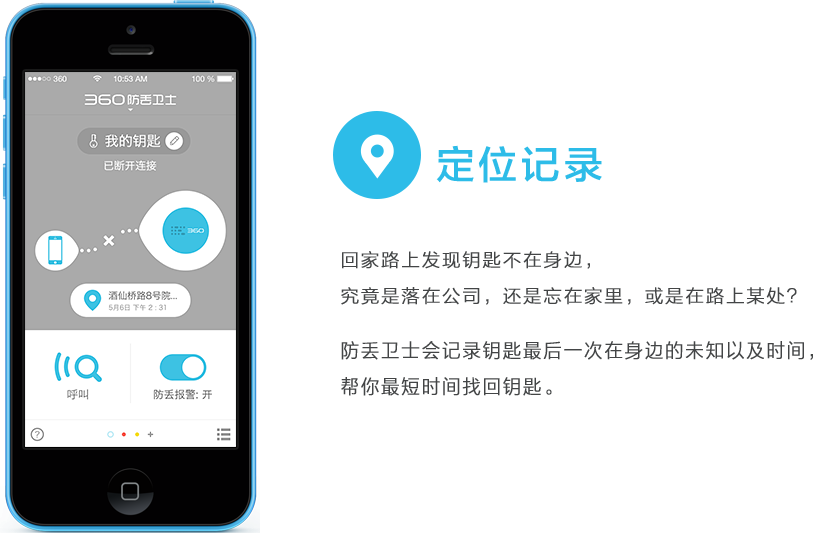 ●●●○○ 360 10:53 AM 100 %
360防丢卫士
我的钥匙
已断开连接
360
酒仙桥路8号院...
5月6日 下午 2 : 31
呼叫
防丢报警: 开
?
定位记录
回家路上发现钥匙不在身边，
究竟是落在公司，还是忘在家里，或是在路上某处？
防丢卫士会记录钥匙最后一次在身边的未知以及时间，
帮你最短时间找回钥匙。